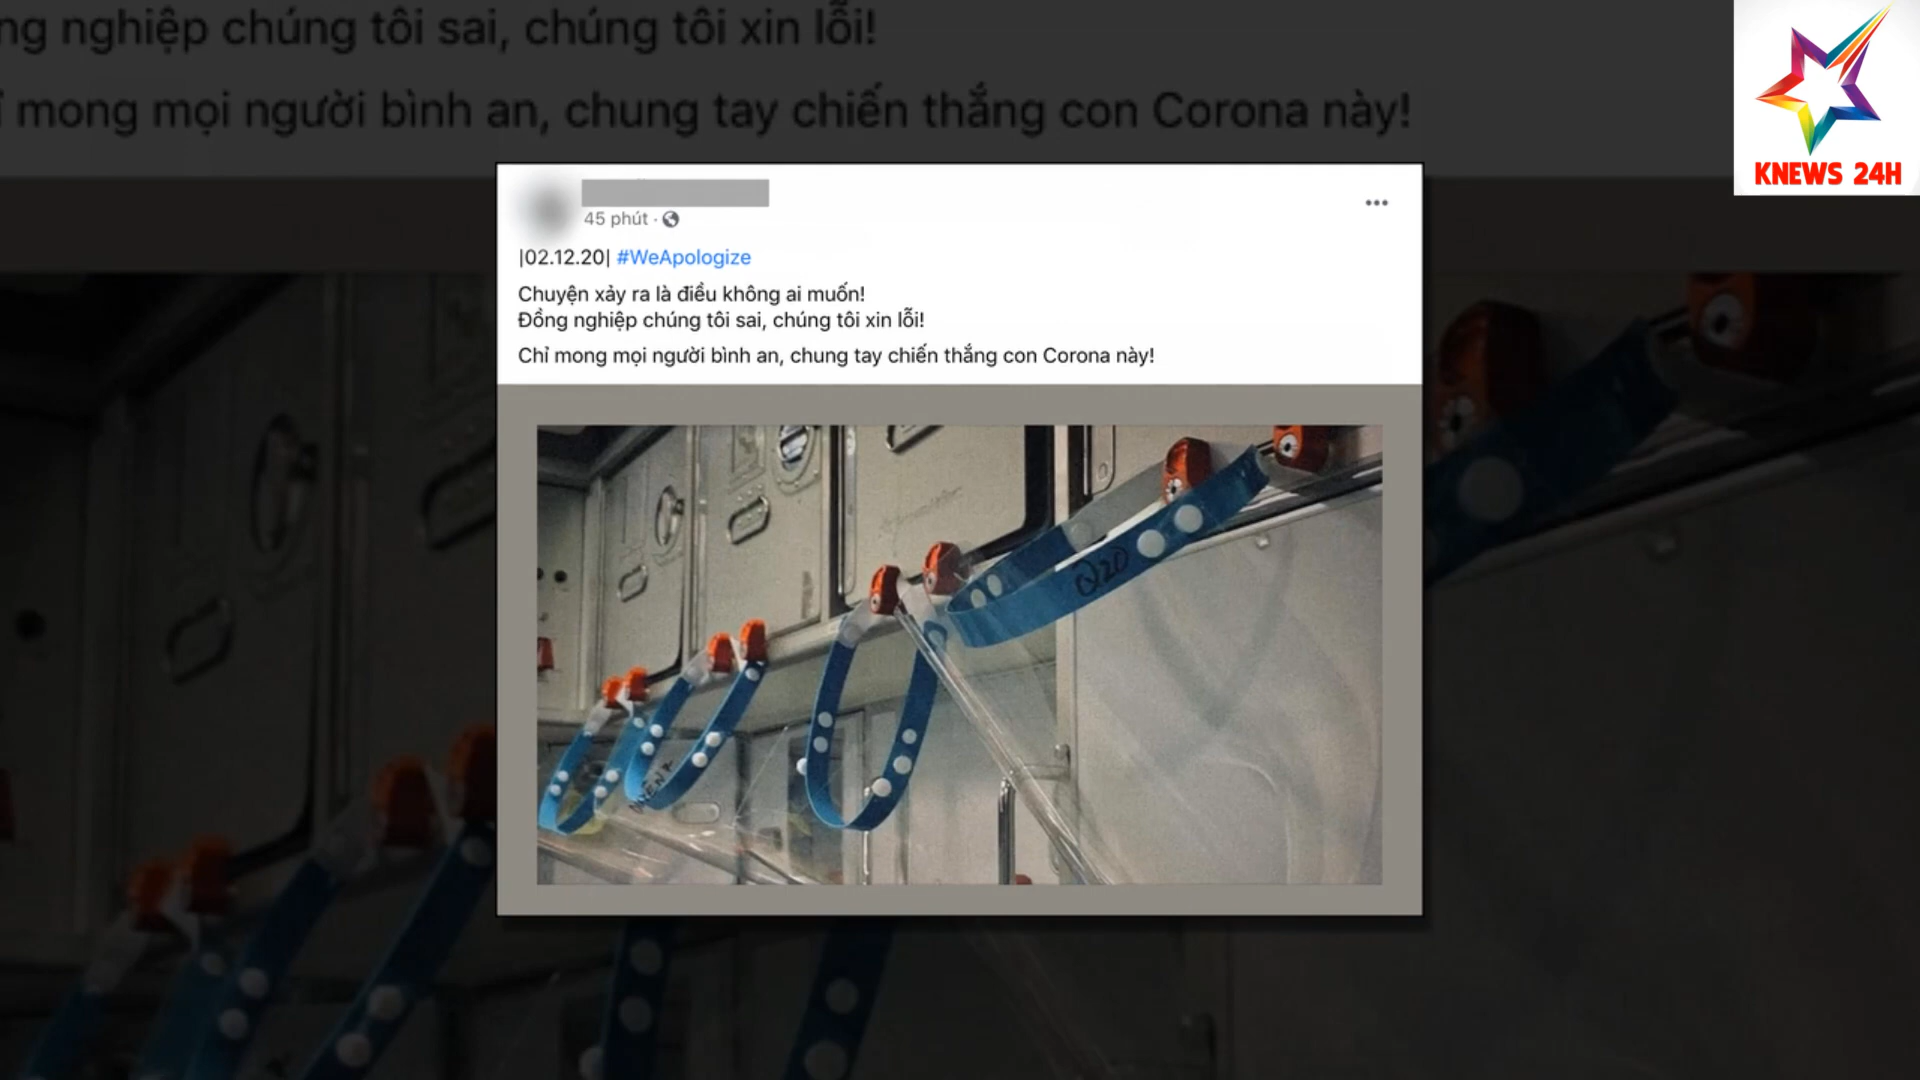 ng nghiệp chúng tôi sai, chúng tôi xin lỗi!
mong mọi người bình an, chung tay chiến thắng con Corona này!
KNEWS 24H
45 phút ·
|02.12.20| #WeApologize
Chuyện xảy ra là điều không ai muốn!
Đồng nghiệp chúng tôi sai, chúng tôi xin lỗi!
Chỉ mong mọi người bình an, chung tay chiến thắng con Corona này!
Q20